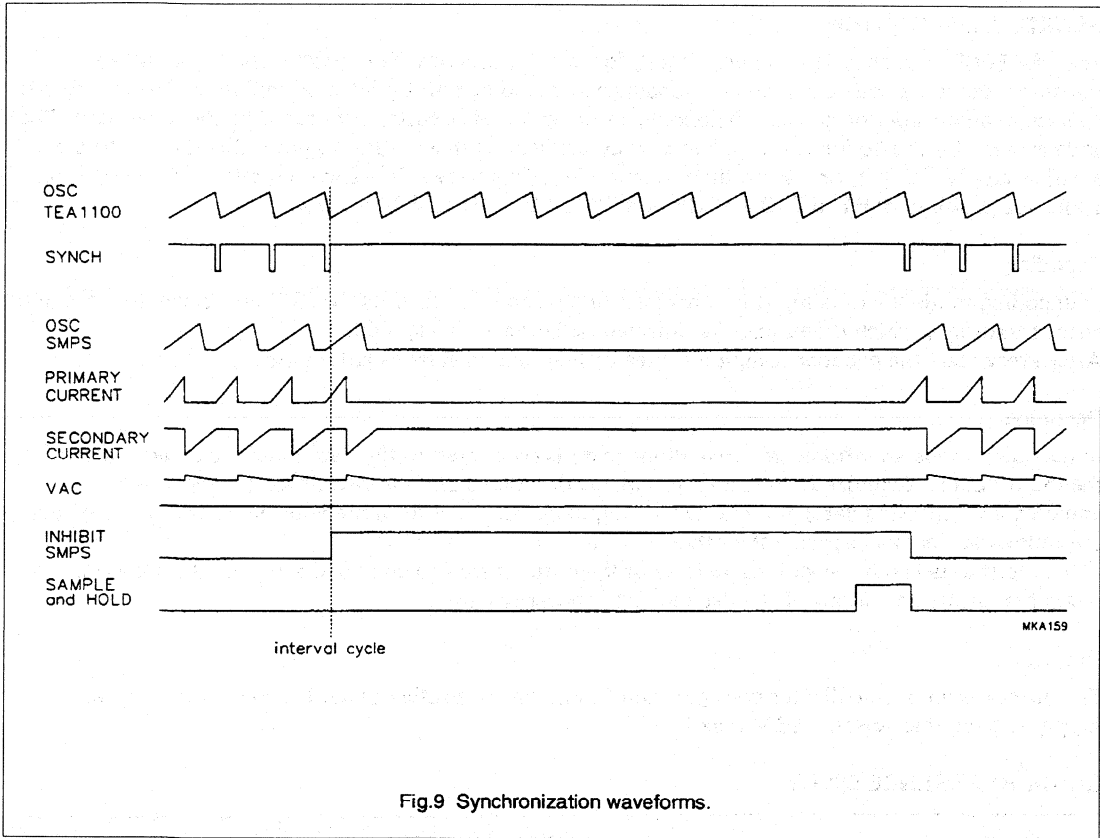 OSC
TEA1100
SYNCH
OSC
SMPS
PRIMARY
CURRENT
SECONDARY
CURRENT
VAC
INHIBIT
SMPS
SAMPLE
and HOLD
MKA159
interval cycle
Fig.9 Synchronization waveforms.